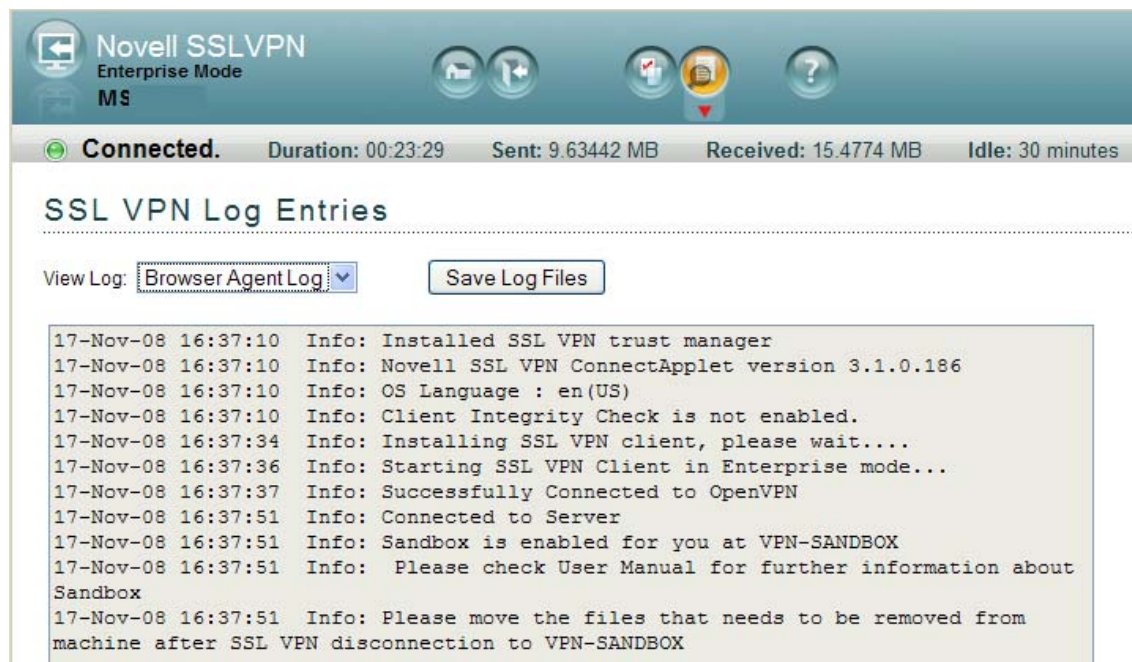 Novell SSLVPN
Enterprise Mode
MS
?
Connected. Duration: 00:23:29 Sent: 9.63442 MB Received: 15.4774 MB Idle: 30 minutes
SSL VPN Log Entries
View Log: Browser Agent Log Save Log Files
17-Nov-08 16:37:10 Info: Installed SSL VPN trust manager
17-Nov-08 16:37:10 Info: Novell SSL VPN ConnectApplet version 3.1.0.186
17-Nov-08 16:37:10 Info: OS Language : en(US)
17-Nov-08 16:37:10 Info: Client Integrity Check is not enabled.
17-Nov-08 16:37:34 Info: Installing SSL VPN client, please wait....
17-Nov-08 16:37:36 Info: Starting SSL VPN Client in Enterprise mode...
17-Nov-08 16:37:37 Info: Successfully Connected to OpenVPN
17-Nov-08 16:37:51 Info: Connected to Server
17-Nov-08 16:37:51 Info: Sandbox is enabled for you at VPN-SANDBOX
17-Nov-08 16:37:51 Info: Please check User Manual for further information about
Sandbox
17-Nov-08 16:37:51 Info: Please move the files that needs to be removed from
machine after SSL VPN disconnection to VPN-SANDBOX